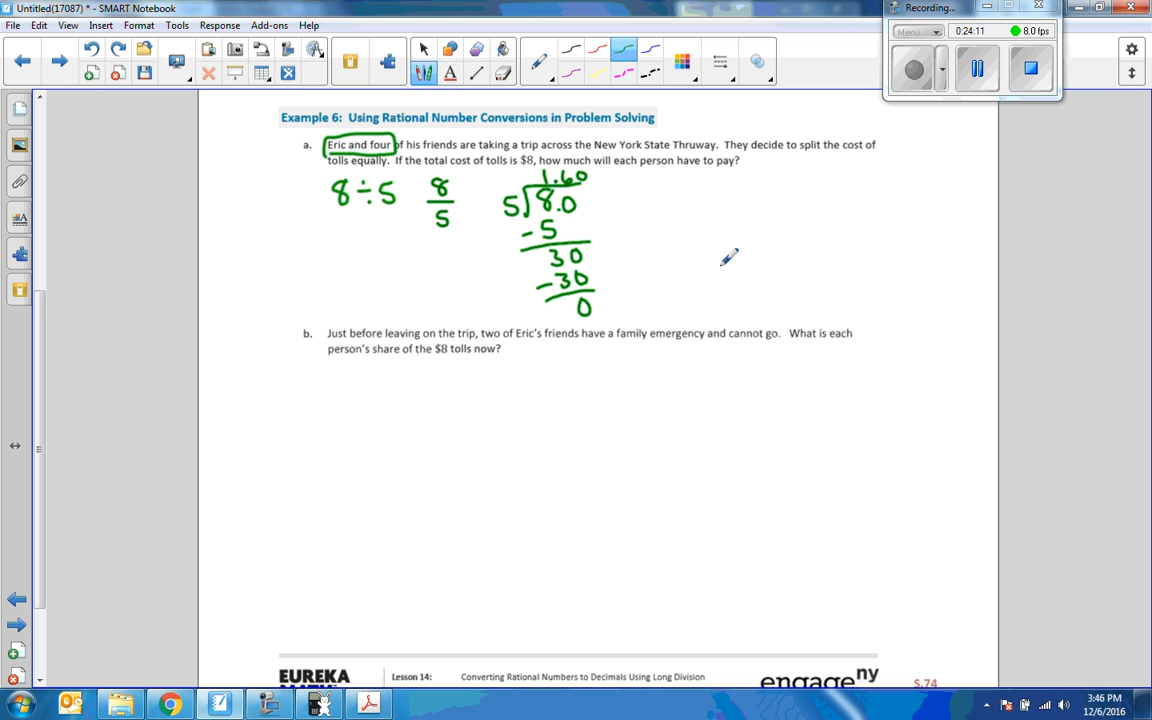 Untitled(17087) * - SMART Notebook
Recording...
File Edit View Insert Format Tools Response Add-ons Help
Menu 0:24:11 8.0 fps
Example 6: Using Rational Number Conversions in Problem Solving
a. Eric and four of his friends are taking a trip across the New York State Thruway. They decide to split the cost of
tolls equally. If the total cost of tolls is $8, how much will each person have to pay?
8÷5
8
5
1.60
5 8.0
-5
30
-30
0
b. Just before leaving on the trip, two of Eric's friends have a family emergency and cannot go. What is each
person's share of the $8 tolls now?
EUREKA
Lesson 14: Converting Rational Numbers to Decimals Using Long Division
engage ny
S.74
3:46 PM
12/6/2016